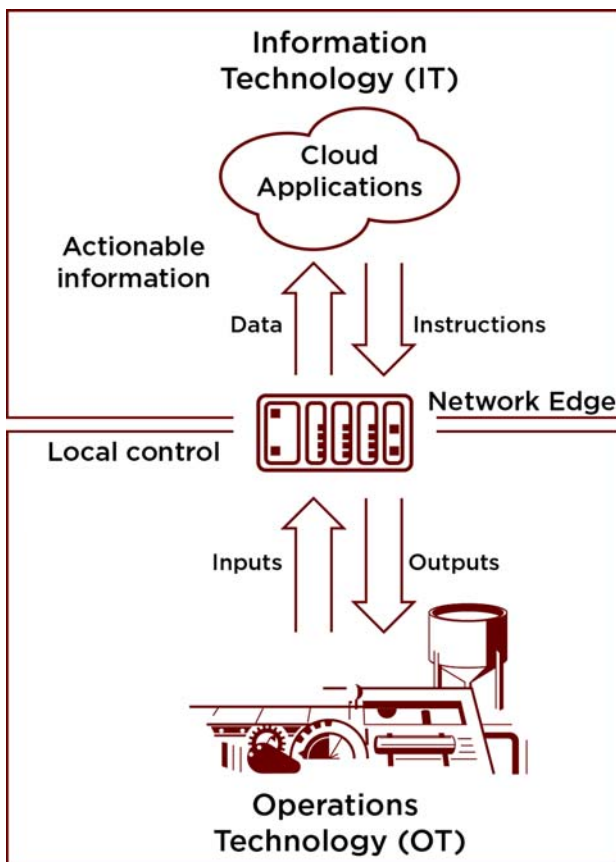 Information
Technology (IT)
Cloud
Applications
Actionable
information
Data
Instructions
Network Edge
Local control
Inputs
Outputs
Operations
Technology (OT)